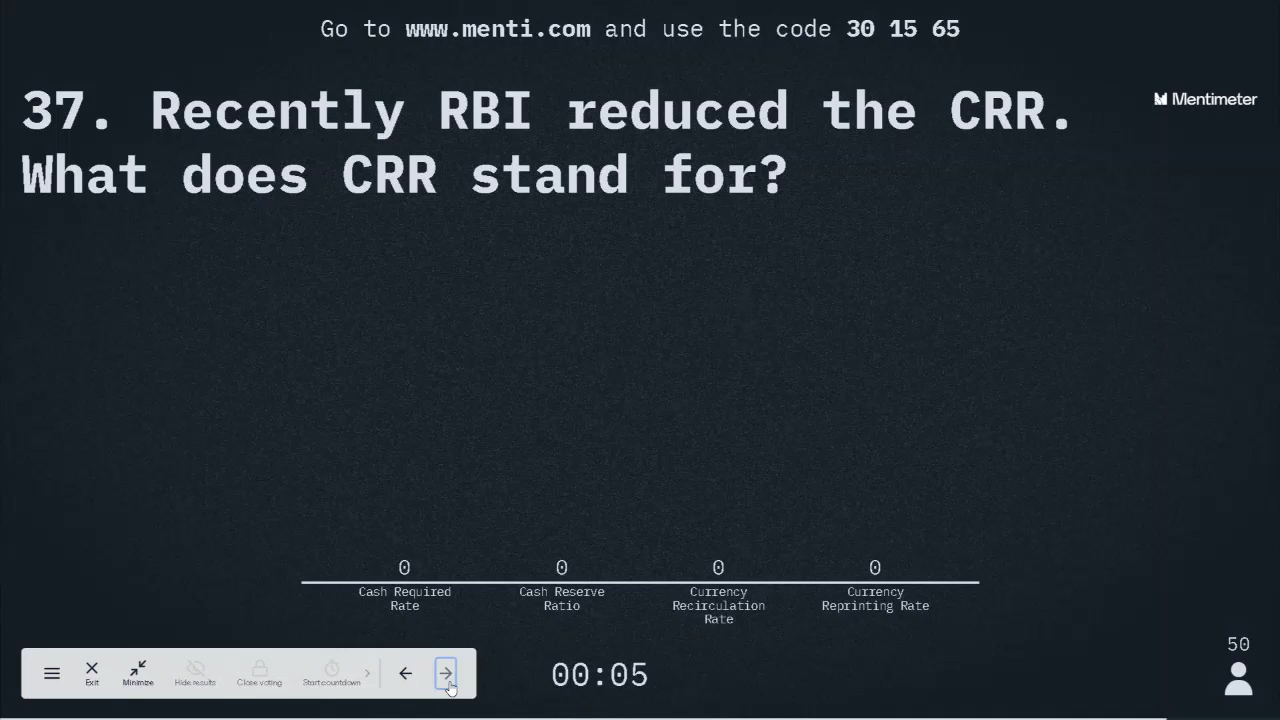 Go to www.menti.com and use the code 30 15 65
37. Recently RBI reduced the CRR.
What does CRR stand for?
Mentimeter
0 0 0 0
Cash Required Rate
Cash Reserve Ratio
Currency Recirculation Rate
Currency Reprinting Rate
50
Exit
Minimize
Hide results
Close voting
Start countdown
00:05